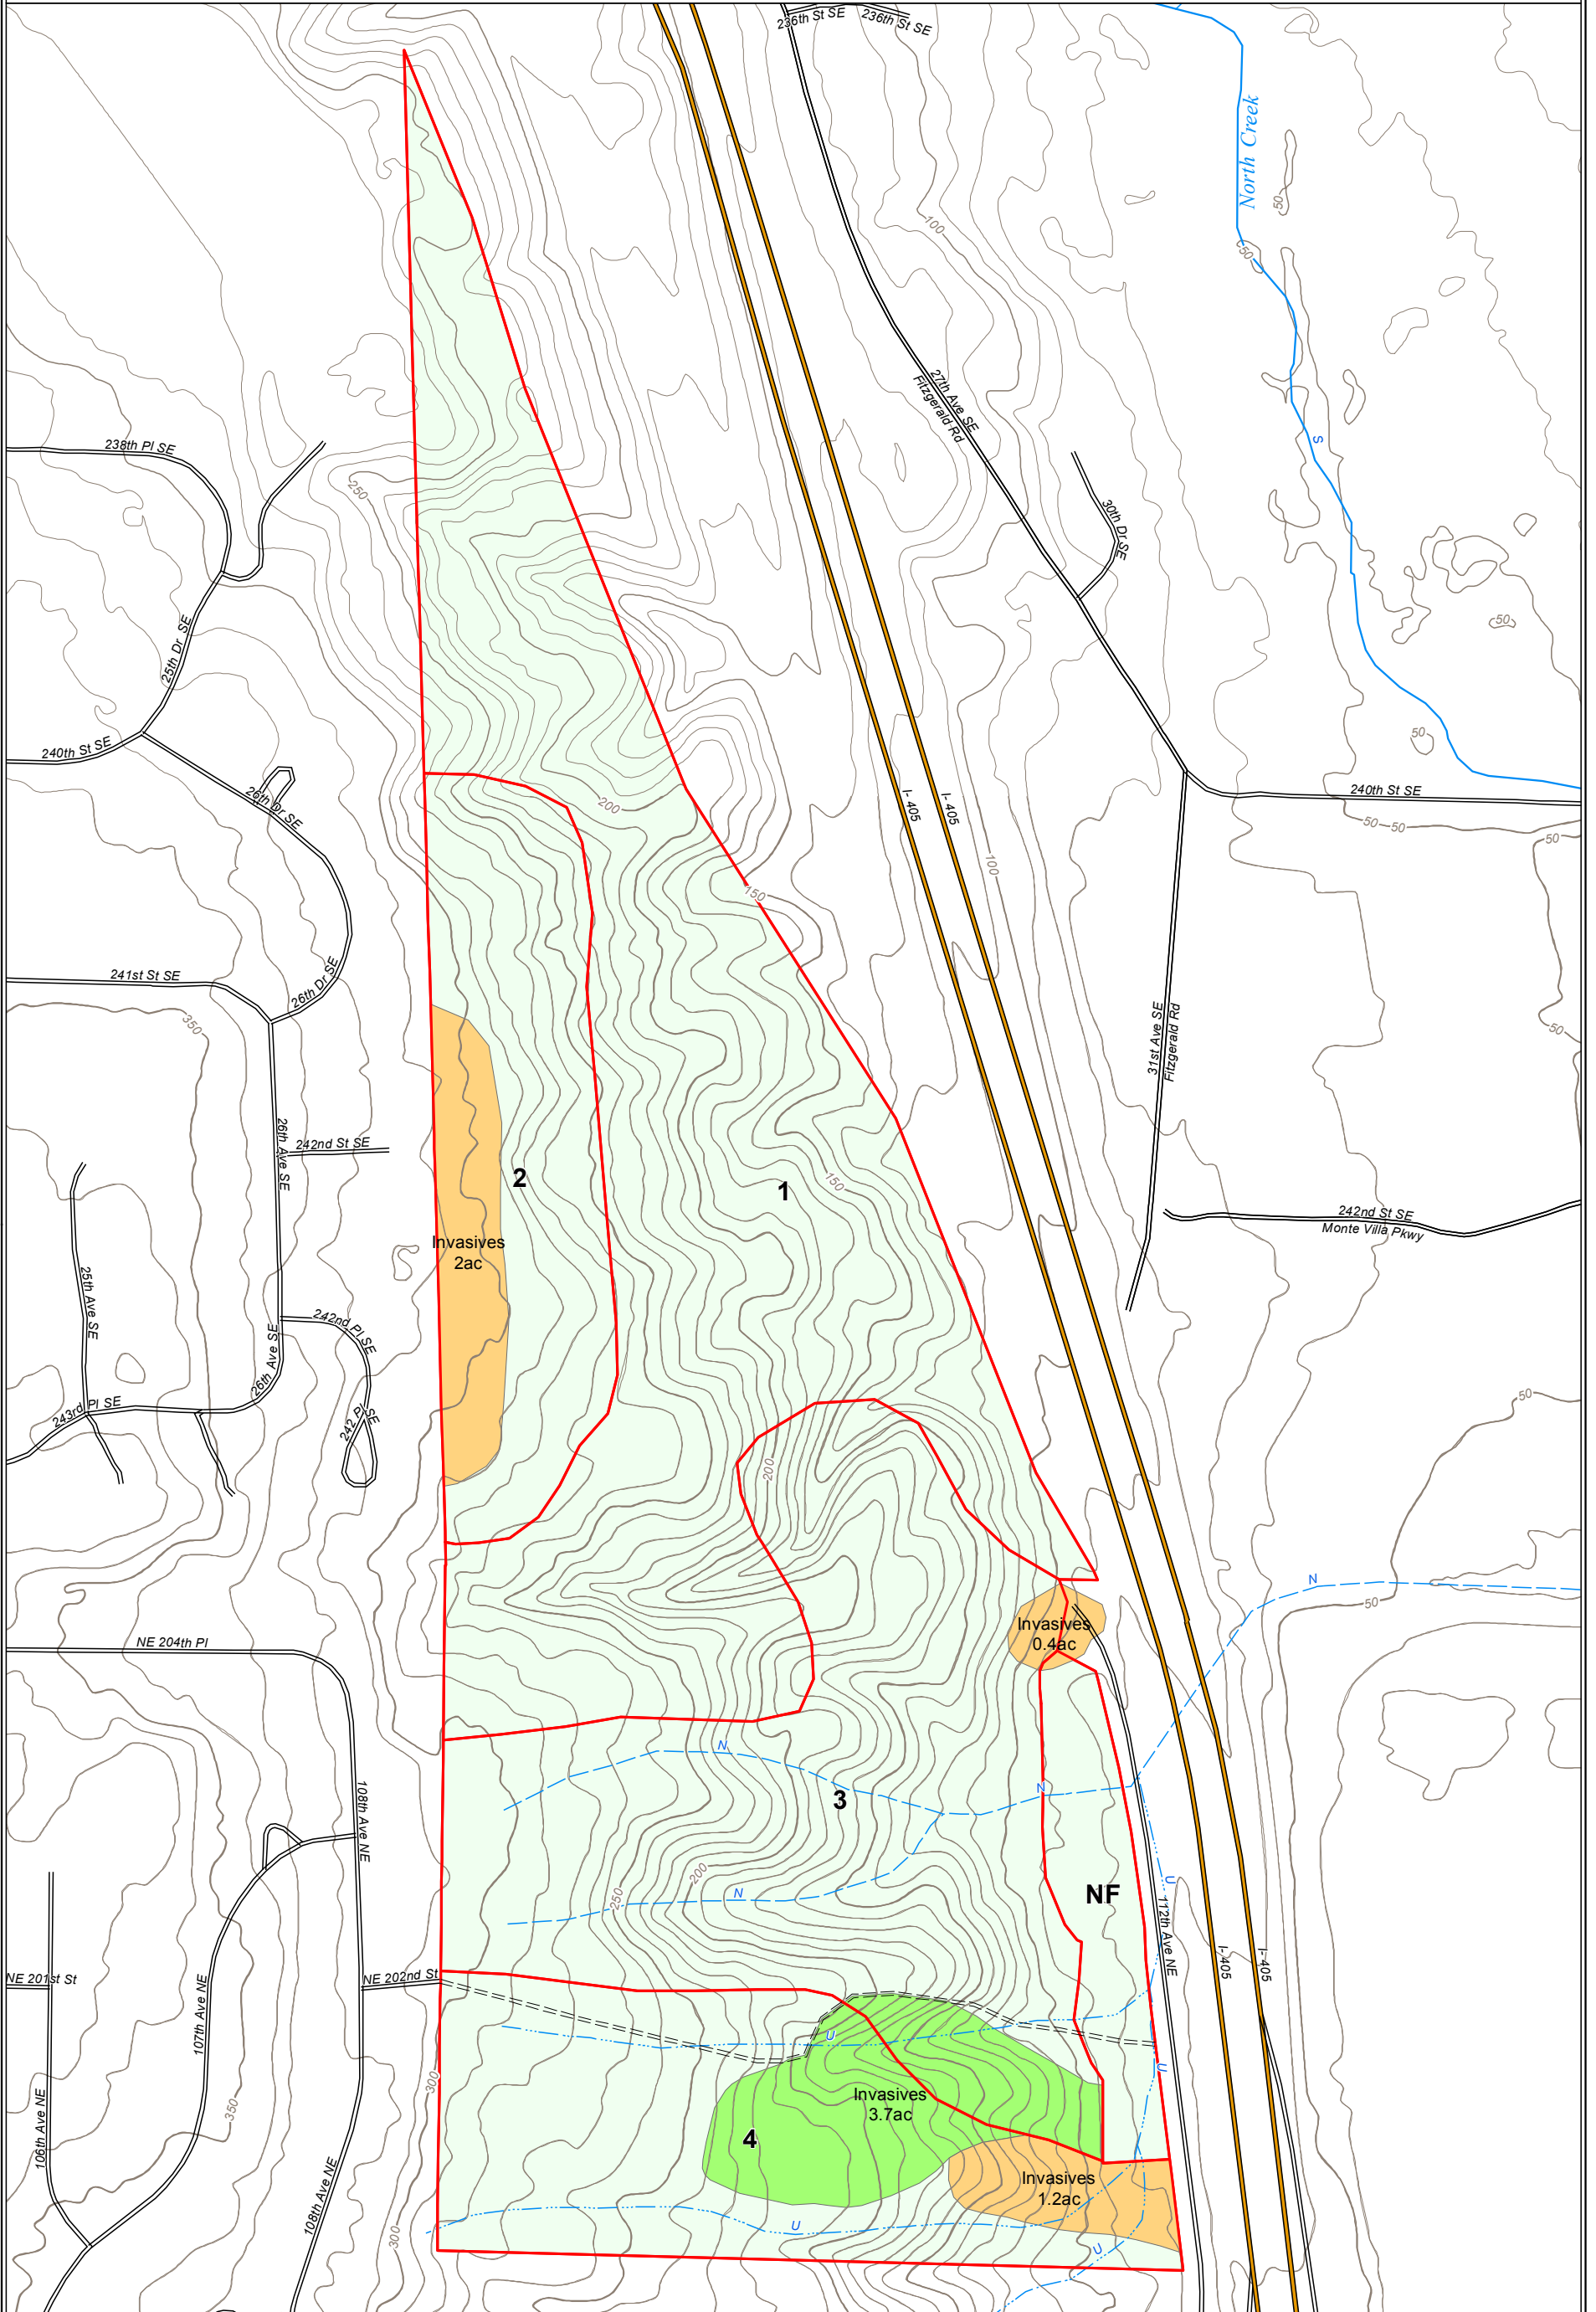 236th St SE
236th St SE
North Creek
50
100
50
27th Ave SE
Fitzgerald Rd
S
238th Pl SE
250
30th Dr SE
25th Dr SE
50
50
240th St SE
26th Dr SE
200
I- 405
I- 405
240th St SE
50
50
50
100
150
241st St SE
26th Dr SE
350
31st Ave SE
Fitzgerald Rd
50
26th Ave SE
242nd St SE
2
1
150
242nd St SE
Monte Villa Pkwy
Invasives
2ac
25th Ave SE
242nd Pl SE
26th Ave SE
50
243rd Pl SE
242 Pl SE
200
N
50
Invasives
0.4ac
NE 204th Pl
N
N
3
108th Ave NE
200
250
N
NF
U
112th Ave NE
I-405
I-405
NE 201st St
NE 202nd St
107th Ave NE
U
U
300
350
Invasives
3.7ac
106th Ave NE
4
Invasives
1.2ac
108th Ave NE
300
U
U